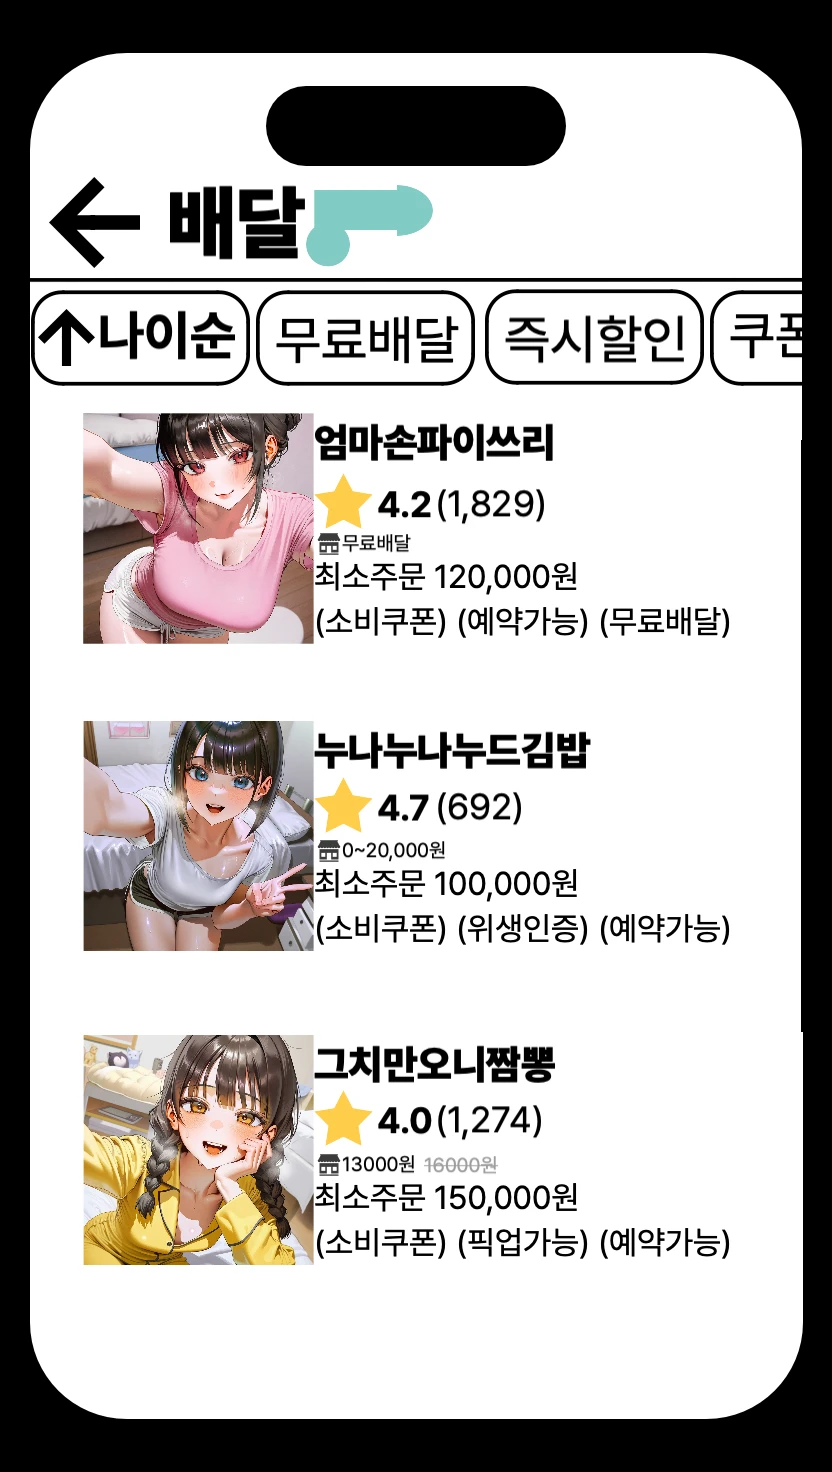 배달
나이순
무료배달
즉시할인
쿠폰
엄마손파이쓰리
4.2(1,829)
무료배달
최소주문 120,000원
(소비쿠폰) (예약가능) (무료배달)
누나누나누드김밥
4.7 (692)
0~20,000원
최소주문 100,000원
(소비쿠폰) (위생인증) (예약가능)
그치만오니짬뽕
4.0(1,274)
13000원 16000원
최소주문 150,000원
(소비쿠폰) (픽업가능) (예약가능)